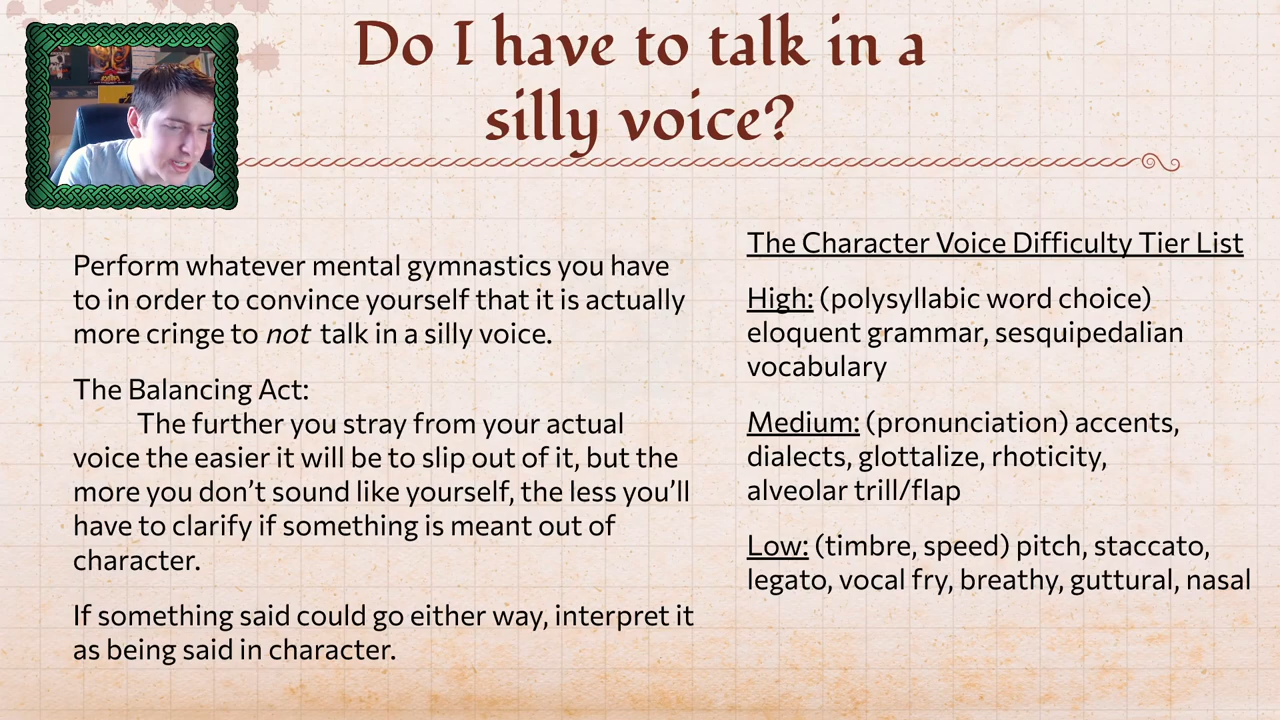 Do I have to talk in a
silly voice?
Perform whatever mental gymnastics you have
to in order to convince yourself that it is actually
more cringe to not talk in a silly voice.
The Balancing Act:
The further you stray from your actual
voice the easier it will be to slip out of it, but the
more you don’t sound like yourself, the less you’ll
have to clarify if something is meant out of
character.
If something said could go either way, interpret it
as being said in character.
The Character Voice Difficulty Tier List
High: (polysyllabic word choice)
eloquent grammar, sesquipedalian
vocabulary
Medium: (pronunciation) accents,
dialects, glottalize, rhoticity,
alveolar trill/flap
Low: (timbre, speed) pitch, staccato,
legato, vocal fry, breathy, guttural, nasal